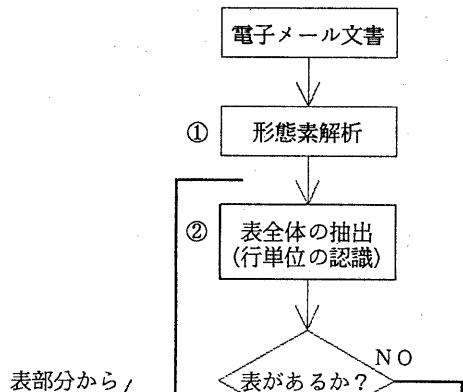 電子メール文書
① 形態素解析
② 表全体の抽出
(行単位の認識)
表があるか?
NO
表部分から